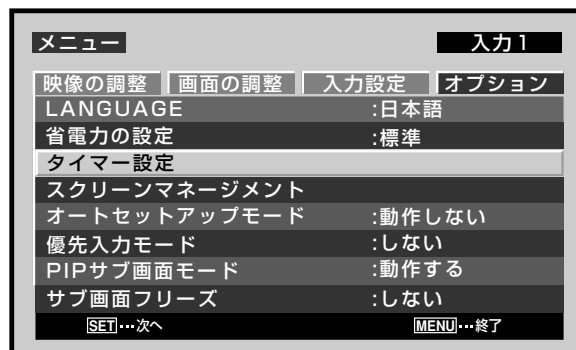 メニュー 入力1
映像の調整 画面の調整 入力設定 オプション
LANGUAGE :日本語
省電力の設定 :標準
タイマー設定
スクリーンマネージメント
オートセットアップモード :動作しない
優先入力モード :しない
PIPサブ画面モード :動作する
サブ画面フリーズ :しない
SET…次へ MENU…終了